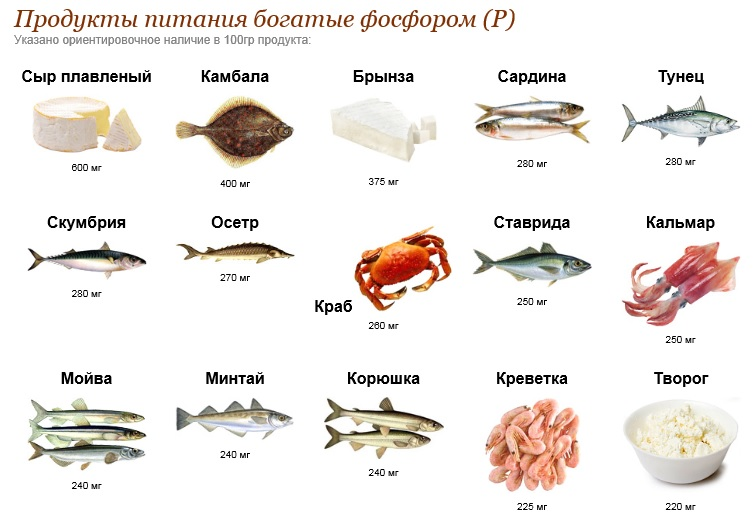 Продукты питания богатые фосфором (P)
Указано ориентировочное наличие в 100гр продукта:
Сыр плавленый
Камбала
Брынза
Сардина
Тунец
600 мг
400 мг
375 мг
280 мг
280 мг
Скумбрия
Осетр
Краб
Ставрида
Кальмар
280 мг
270 мг
260 мг
250 мг
250 мг
Мойва
Минтай
Корюшка
Креветка
Творог
240 мг
240 мг
240 мг
225 мг
220 мг